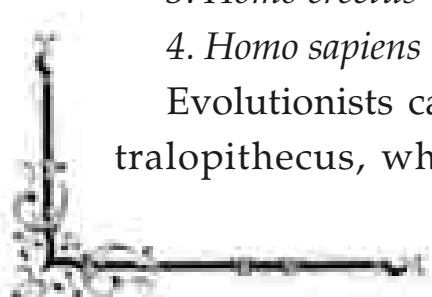 3. Homo erectus
4. Homo sapiens
Evolutionists ca
tralopithecus, wh